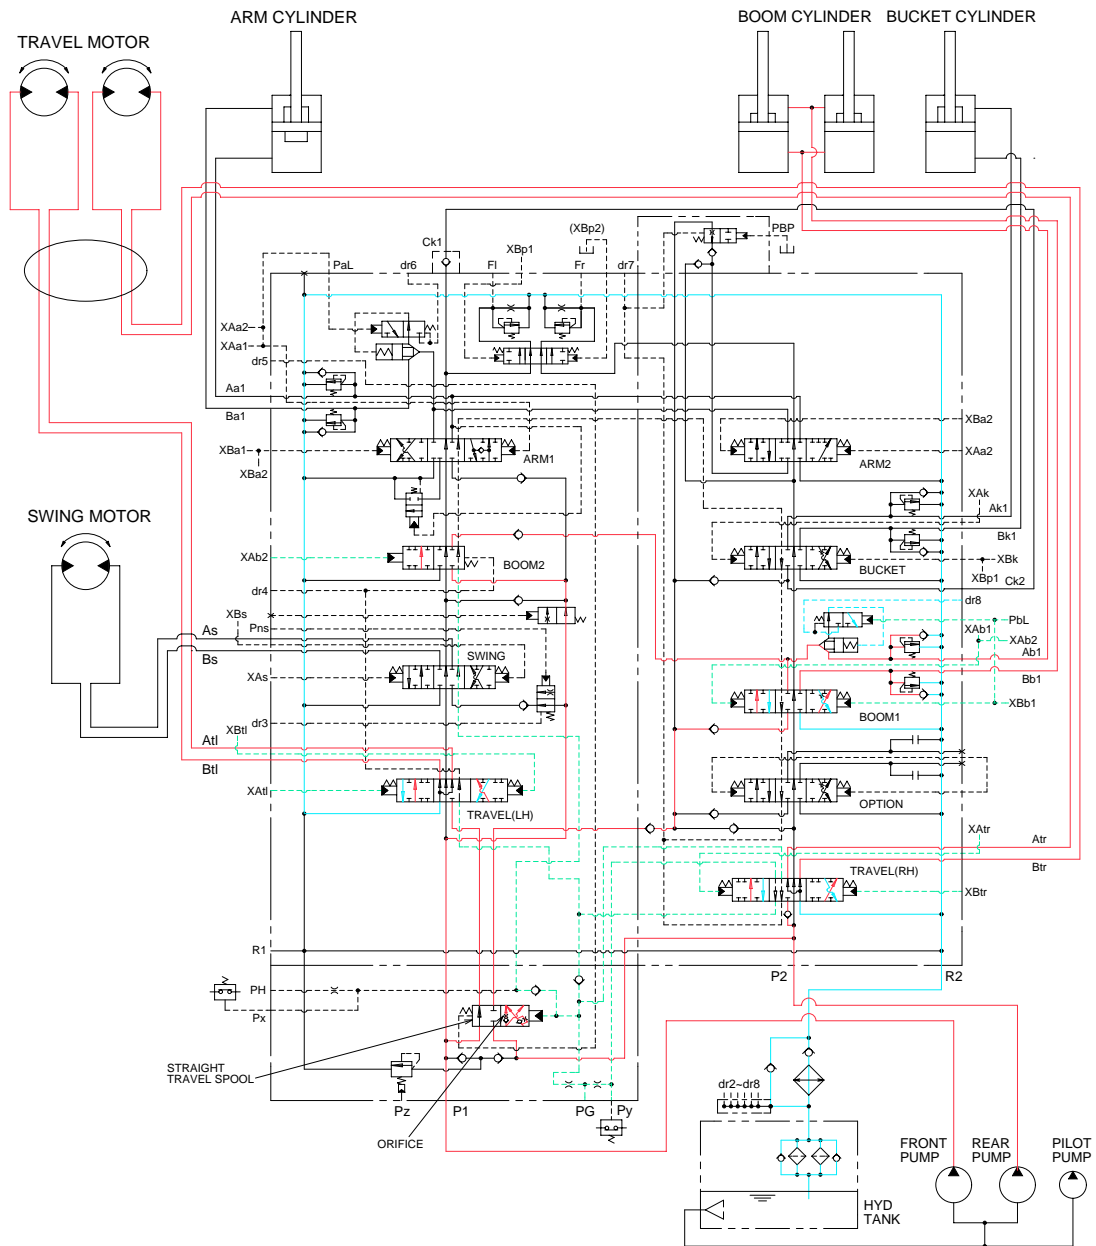 ARM CYLINDER
BOOM CYLINDER
BUCKET CYLINDER
TRAVEL MOTOR
(XBp2)
PBP
XBp1
Ck1
PaL
dr6
Fl
Fr
dr7
XAa2
XAa1
dr5
Aa1
Ba1
XBa1
XBa2
ARM1
XBa2
XAa2
ARM2
XAk
Ak1
Bk1
SWING MOTOR
XAb2
BOOM2
BUCKET
XBk
XBp1
Ck2
dr4
dr8
XBs
Pns
PbL
XAb1
XAb2
As
Bs
SWING
Ab1
Bb1
XAs
XBb1
BOOM1
dr3
XBtl
Atl
Btl
XAtl
TRAVEL(LH)
OPTION
XAtr
Atr
Btr
TRAVEL(RH)
XBtr
R1
P2
R2
PH
Px
STRAIGHT
TRAVEL SPOOL
dr2~dr8
Pz
P1
PG
Py
ORIFICE
FRONT
PUMP
REAR
PUMP
PILOT
PUMP
HYD
TANK